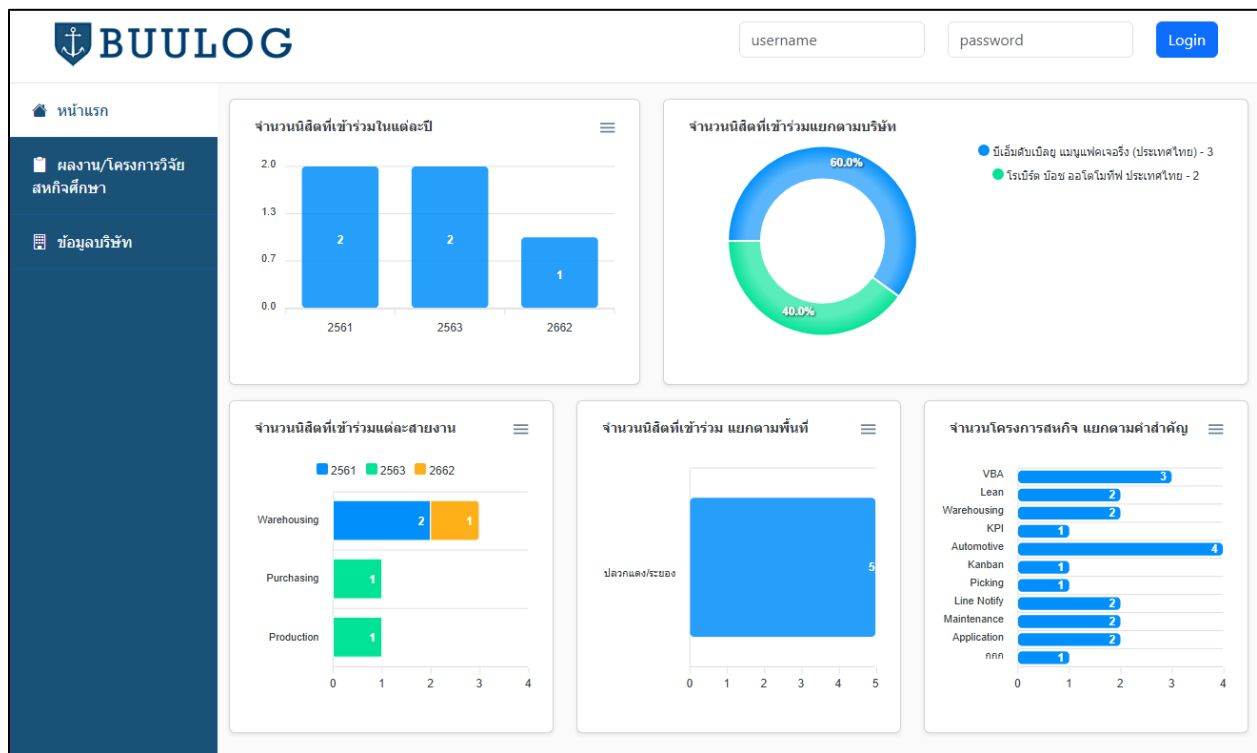 BUULOG
username
password
Login
หน้าแรก
ผลงาน/โครงการวิจัย
สหกิจศึกษา
ข้อมูลบริษัท
จำนวนนิสิตที่เข้าร่วมในแต่ละปี
2.0
1.3
0.7
0.0
2
2
1
2561
2563
2662
จำนวนนิสิตที่เข้าร่วมแยกตามบริษัท
60.0%
40.0%
บีเอ็มดับเบิลยู แมนูแฟคเจอริ่ง (ประเทศไทย) - 3
โรเบิร์ต บ๊อช ออโตโมทีฟ ประเทศไทย - 2
จำนวนนิสิตที่เข้าร่วมแต่ละสายงาน
2561 2563 2662
Warehousing 2 1
Purchasing 1
Production 1
0 1 2 3 4
จำนวนนิสิตที่เข้าร่วม แยกตามพื้นที่
ปลวกแดง/ระยอง 5
0 1 2 3 4 5
จำนวนโครงการสหกิจ แยกตามคำสำคัญ
VBA 3
Lean 2
Warehousing 2
KPI 1
Automotive 4
Kanban 1
Picking 1
Line Notify 2
Maintenance 2
Application 2
กกก 1
0 1 2 3 4